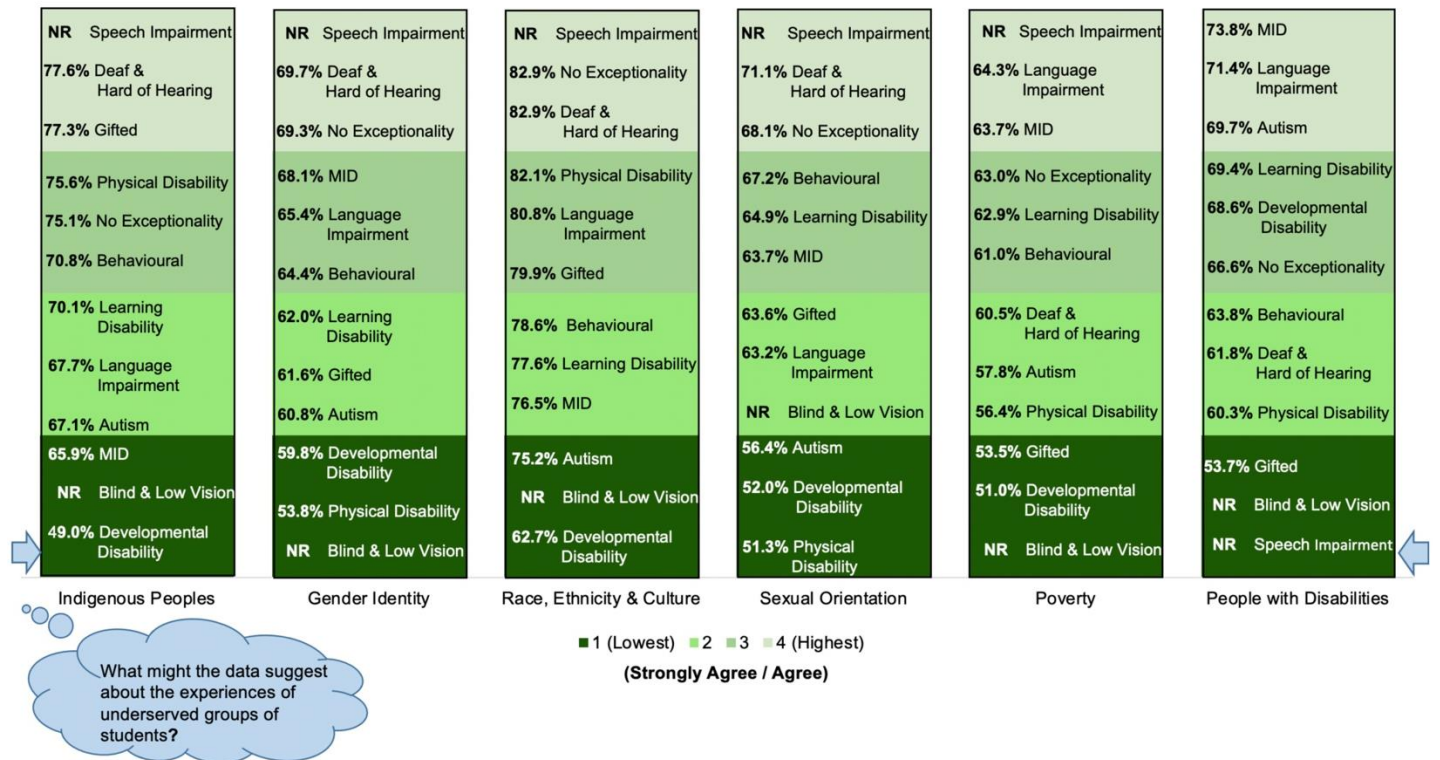 NR Speech Impairment
77.6% Deaf &
Hard of Hearing
77.3% Gifted
75.6% Physical Disability
75.1% No Exceptionality
70.8% Behavioural
70.1% Learning
Disability
67.7% Language
Impairment
67.1% Autism
65.9% MID
NR Blind & Low Vision
49.0% Developmental
Disability
Indigenous Peoples
NR Speech Impairment
69.7% Deaf &
Hard of Hearing
69.3% No Exceptionality
68.1% MID
65.4% Language
Impairment
64.4% Behavioural
62.0% Learning
Disability
61.6% Gifted
60.8% Autism
59.8% Developmental
Disability
53.8% Physical Disability
NR Blind & Low Vision
Gender Identity
NR Speech Impairment
82.9% No Exceptionality
82.9% Deaf &
Hard of Hearing
82.1% Physical Disability
80.8% Language
Impairment
79.9% Gifted
78.6% Behavioural
77.6% Learning Disability
76.5% MID
75.2% Autism
NR Blind & Low Vision
62.7% Developmental
Disability
Race, Ethnicity & Culture
NR Speech Impairment
71.1% Deaf &
Hard of Hearing
68.1% No Exceptionality
67.2% Behavioural
64.9% Learning Disability
63.7% MID
63.6% Gifted
63.2% Language
Impairment
NR Blind & Low Vision
56.4% Autism
52.0% Developmental
Disability
51.3% Physical
Disability
Sexual Orientation
NR Speech Impairment
64.3% Language
Impairment
63.7% MID
63.0% No Exceptionality
62.9% Learning Disability
61.0% Behavioural
60.5% Deaf &
Hard of Hearing
57.8% Autism
56.4% Physical Disability
53.5% Gifted
51.0% Developmental
Disability
NR Blind & Low Vision
Poverty
73.8% MID
71.4% Language
Impairment
69.7% Autism
69.4% Learning Disability
68.6% Developmental
Disability
66.6% No Exceptionality
63.8% Behavioural
61.8% Deaf &
Hard of Hearing
60.3% Physical Disability
53.7% Gifted
NR Blind & Low Vision
NR Speech Impairment
People with Disabilities
1 (Lowest) 2 3 4 (Highest)
(Strongly Agree / Agree)
What might the data suggest
about the experiences of
underserved groups of
students?